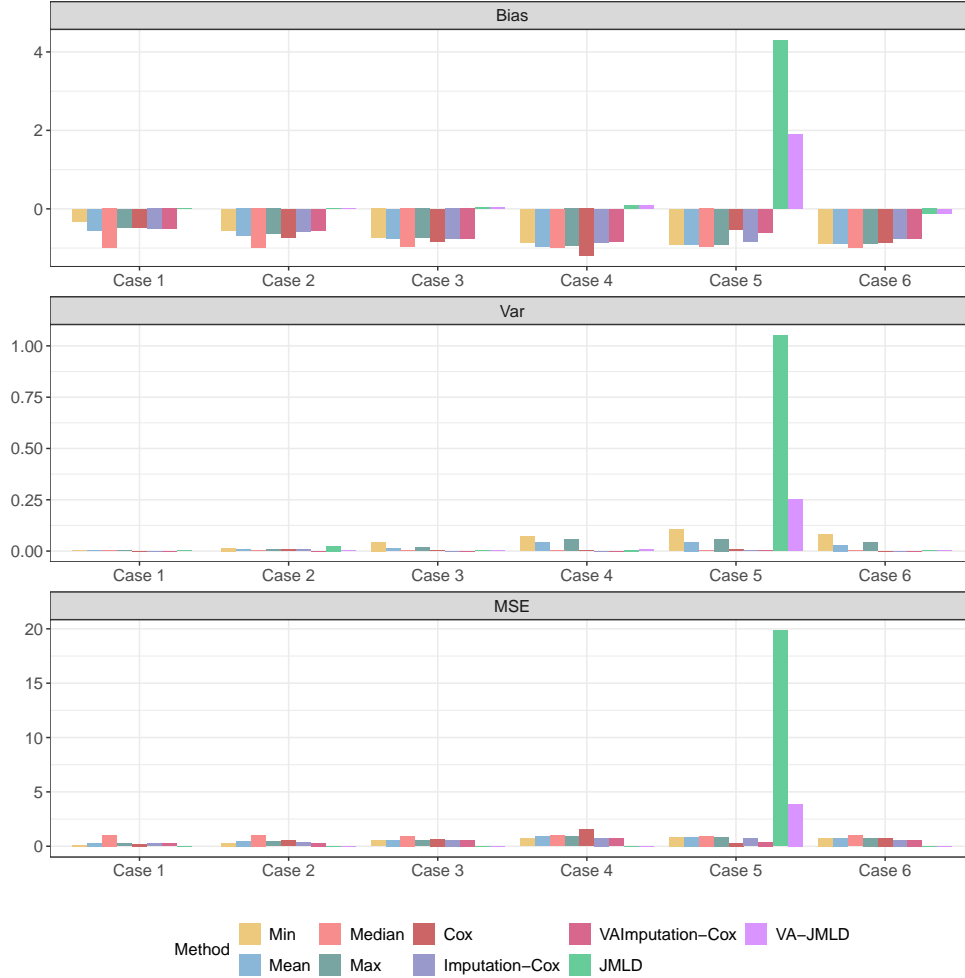 Bias
4
2
0
Case 1 Case 2 Case 3 Case 4 Case 5 Case 6
Var
1.00
0.75
0.50
0.25
0.00
Case 1 Case 2 Case 3 Case 4 Case 5 Case 6
MSE
20
15
10
5
0
Case 1 Case 2 Case 3 Case 4 Case 5 Case 6
Method
Min Median Cox VAImputation−Cox VA−JMLD
Mean Max Imputation−Cox JMLD